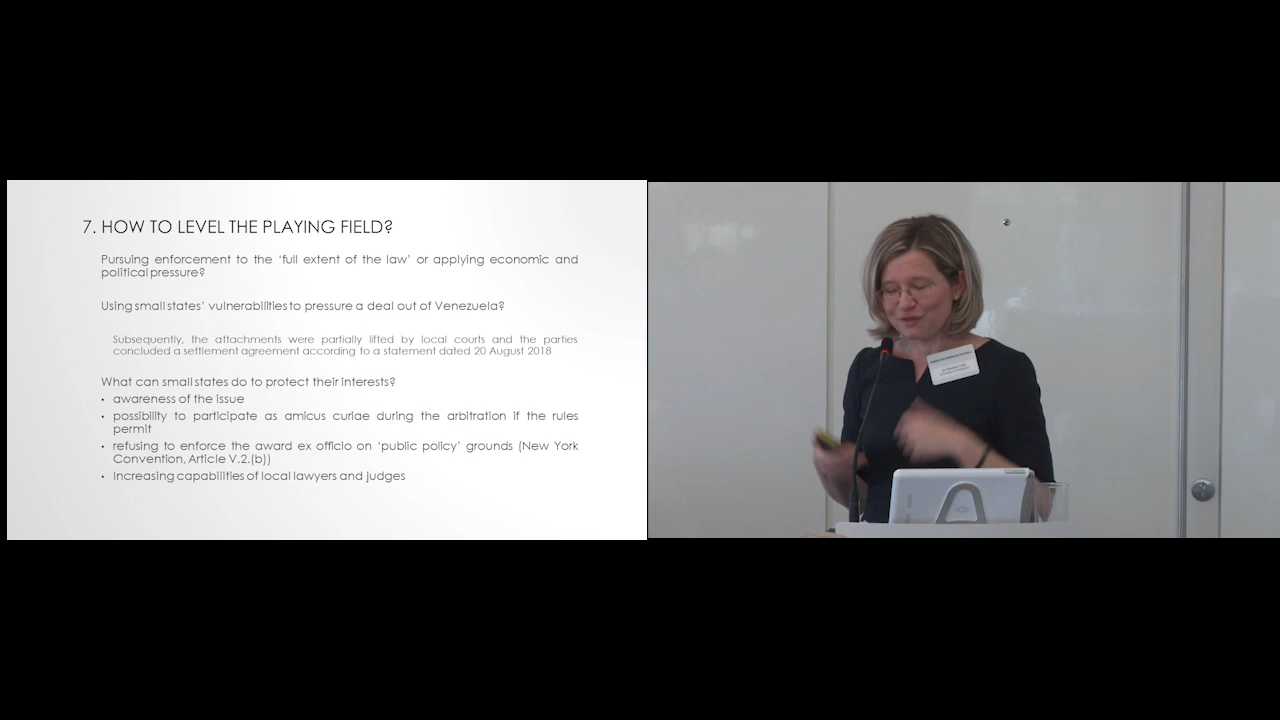 7. HOW TO LEVEL THE PLAYING FIELD?
Pursuing enforcement to the ‘full extent of the law’ or applying economic and
political pressure?
Using small states’ vulnerabilities to pressure a deal out of Venezuela?
Subsequently, the attachments were partially lifted by local courts and the parties
concluded a settlement agreement according to a statement dated 20 August 2018
What can small states do to protect their interests?
• awareness of the issue
• possibility to participate as amicus curiae during the arbitration if the rules
permit
• refusing to enforce the award ex officio on ‘public policy’ grounds (New York
Convention, Article V.2.(b))
• Increasing capabilities of local lawyers and judges